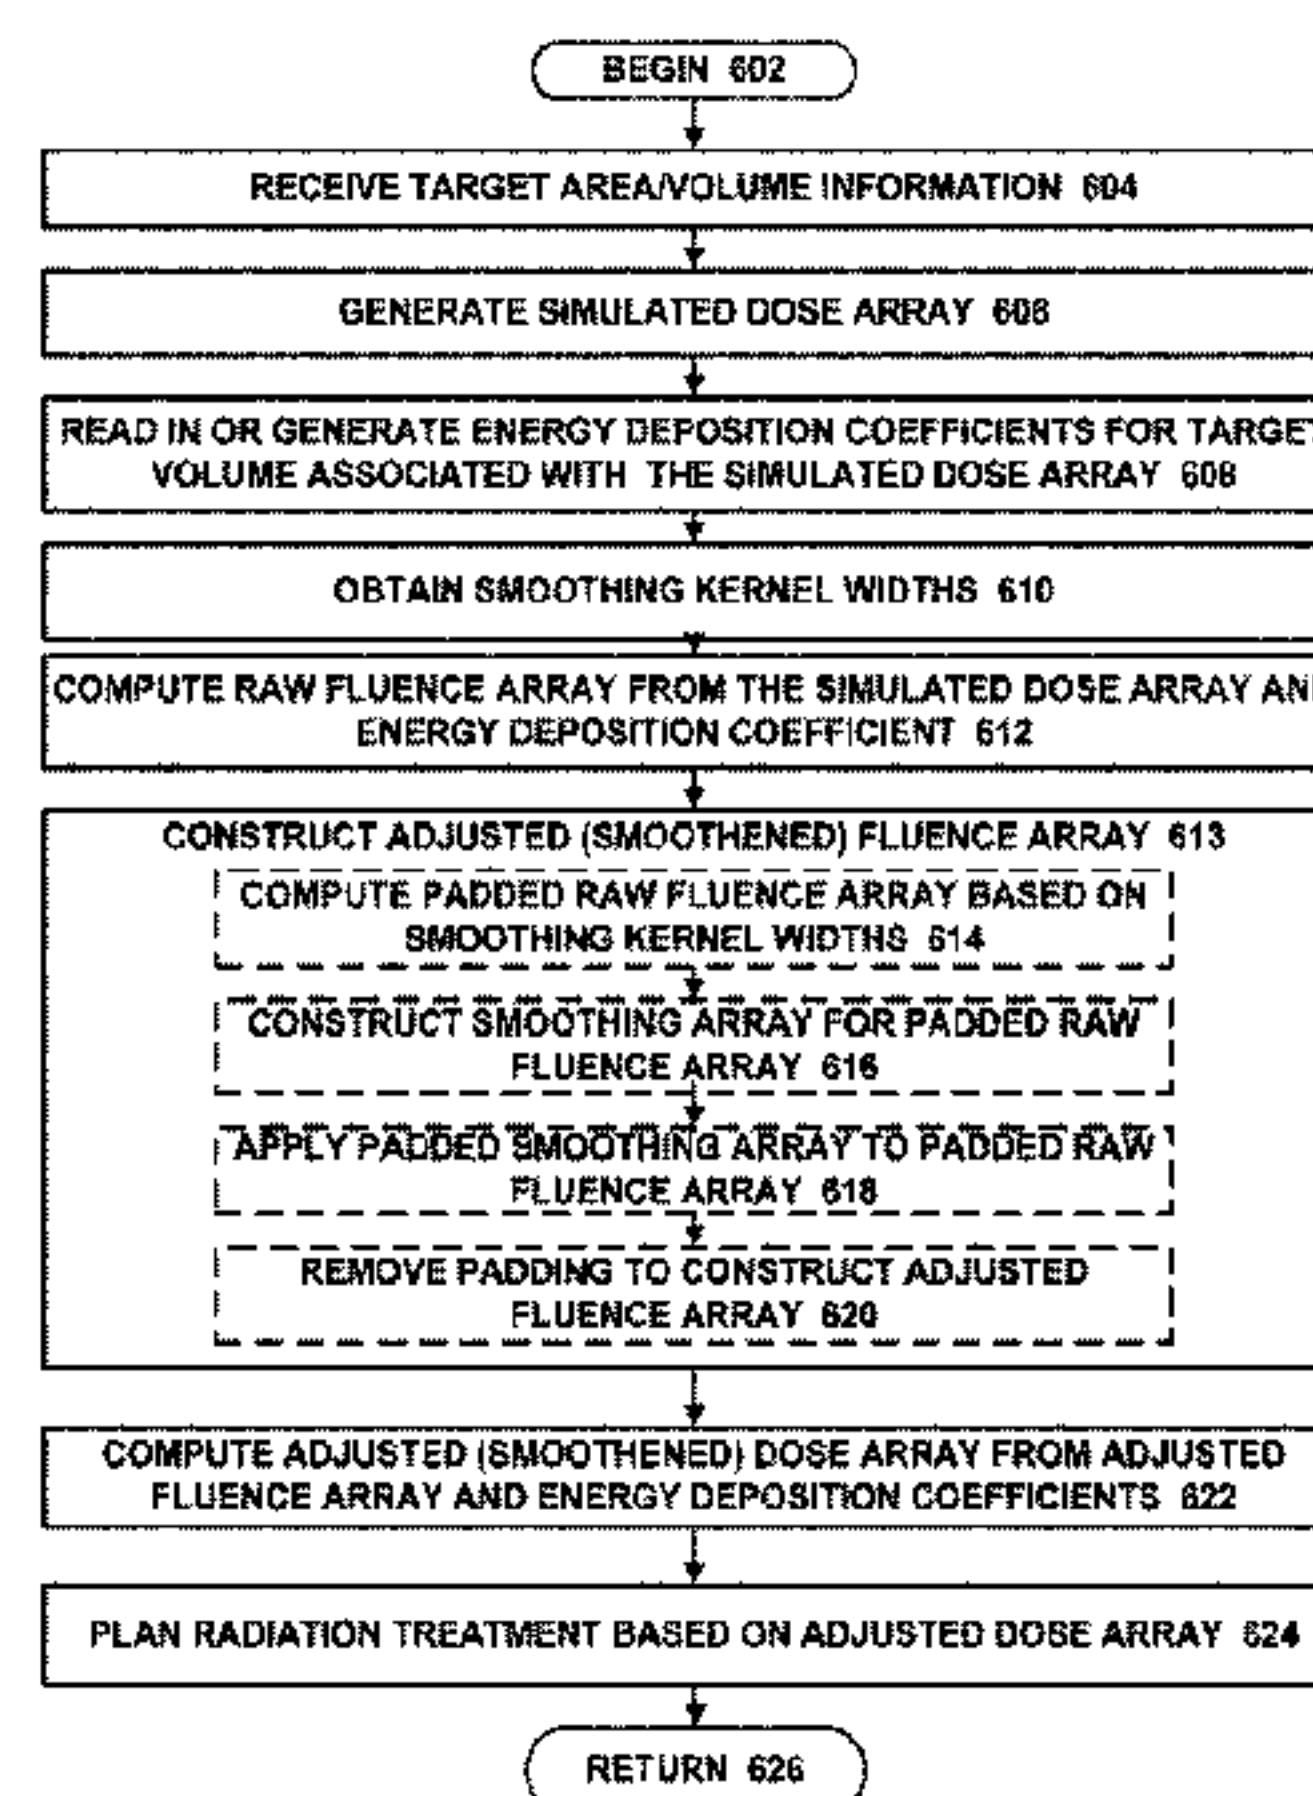 BEGIN 602
RECEIVE TARGET AREA/VOLUME INFORMATION 604
GENERATE SIMULATED DOSE ARRAY 606
READ IN OR GENERATE ENERGY DEPOSITION COEFFICIENTS FOR TARGET
VOLUME ASSOCIATED WITH THE SIMULATED DOSE ARRAY 608
OBTAIN SMOOTHING KERNEL WIDTHS 610
COMPUTE RAW FLUENCE ARRAY FROM THE SIMULATED DOSE ARRAY AN
ENERGY DEPOSITION COEFFICIENT 612
CONSTRUCT ADJUSTED (SMOOTHENED) FLUENCE ARRAY 613
COMPUTE PADDED RAW FLUENCE ARRAY BASED ON
SMOOTHING KERNEL WIDTHS 614
CONSTRUCT SMOOTHING ARRAY FOR PADDED RAW
FLUENCE ARRAY 616
APPLY PADDED SMOOTHING ARRAY TO PADDED RAW
FLUENCE ARRAY 618
REMOVE PADDING TO CONSTRUCT ADJUSTED
FLUENCE ARRAY 620
COMPUTE ADJUSTED (SMOOTHENED) DOSE ARRAY FROM ADJUSTED
FLUENCE ARRAY AND ENERGY DEPOSITION COEFFICIENTS 622
PLAN RADIATION TREATMENT BASED ON ADJUSTED DOSE ARRAY 624
RETURN 626